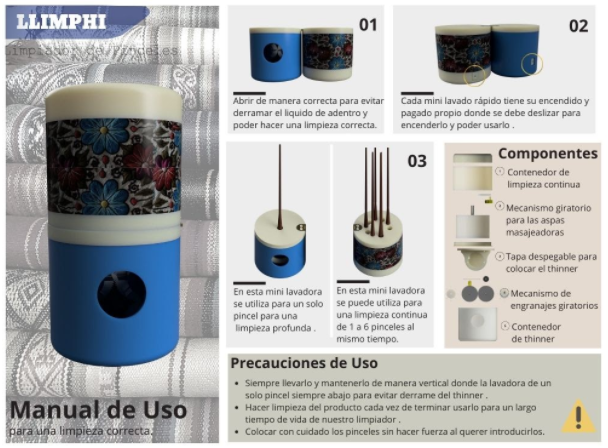 LLIMPHI
Limpiador de Pinceles
Manual de Uso
para una limpieza correcta.
01
Abrir de manera correcta para evitar
derramar el liquido de adentro y
poder hacer una limpieza correcta.
02
Cada mini lavado rápido tiene su encendido y
pagado propio donde se debe deslizar para
encenderlo y poder usarlo .
03
En esta mini lavadora
se utiliza para un solo
pincel para una
limpieza profunda .
En esta mini lavadora
se puede utiliza para
una limpieza continua
de 1 a 6 pinceles al
mismo tiempo.
Componentes
1 Contenedor de
limpieza continua
2 Mecanismo giratorio
para las aspas
masajeadoras
3 Tapa despegable para
colocar el thinner
4 Mecanismo de
engranajes giratorios
5 Contenedor
de thinner
Precauciones de Uso
• Siempre llevarlo y mantenerlo de manera vertical donde la lavadora de un
solo pincel siempre abajo para evitar derrame del thinner .
• Hacer limpieza del producto cada vez de terminar usarlo para un largo
tiempo de vida de nuestro limpiador .
• Colocar con cuidado los pinceles sin hacer fuerza al querer introducirlos.